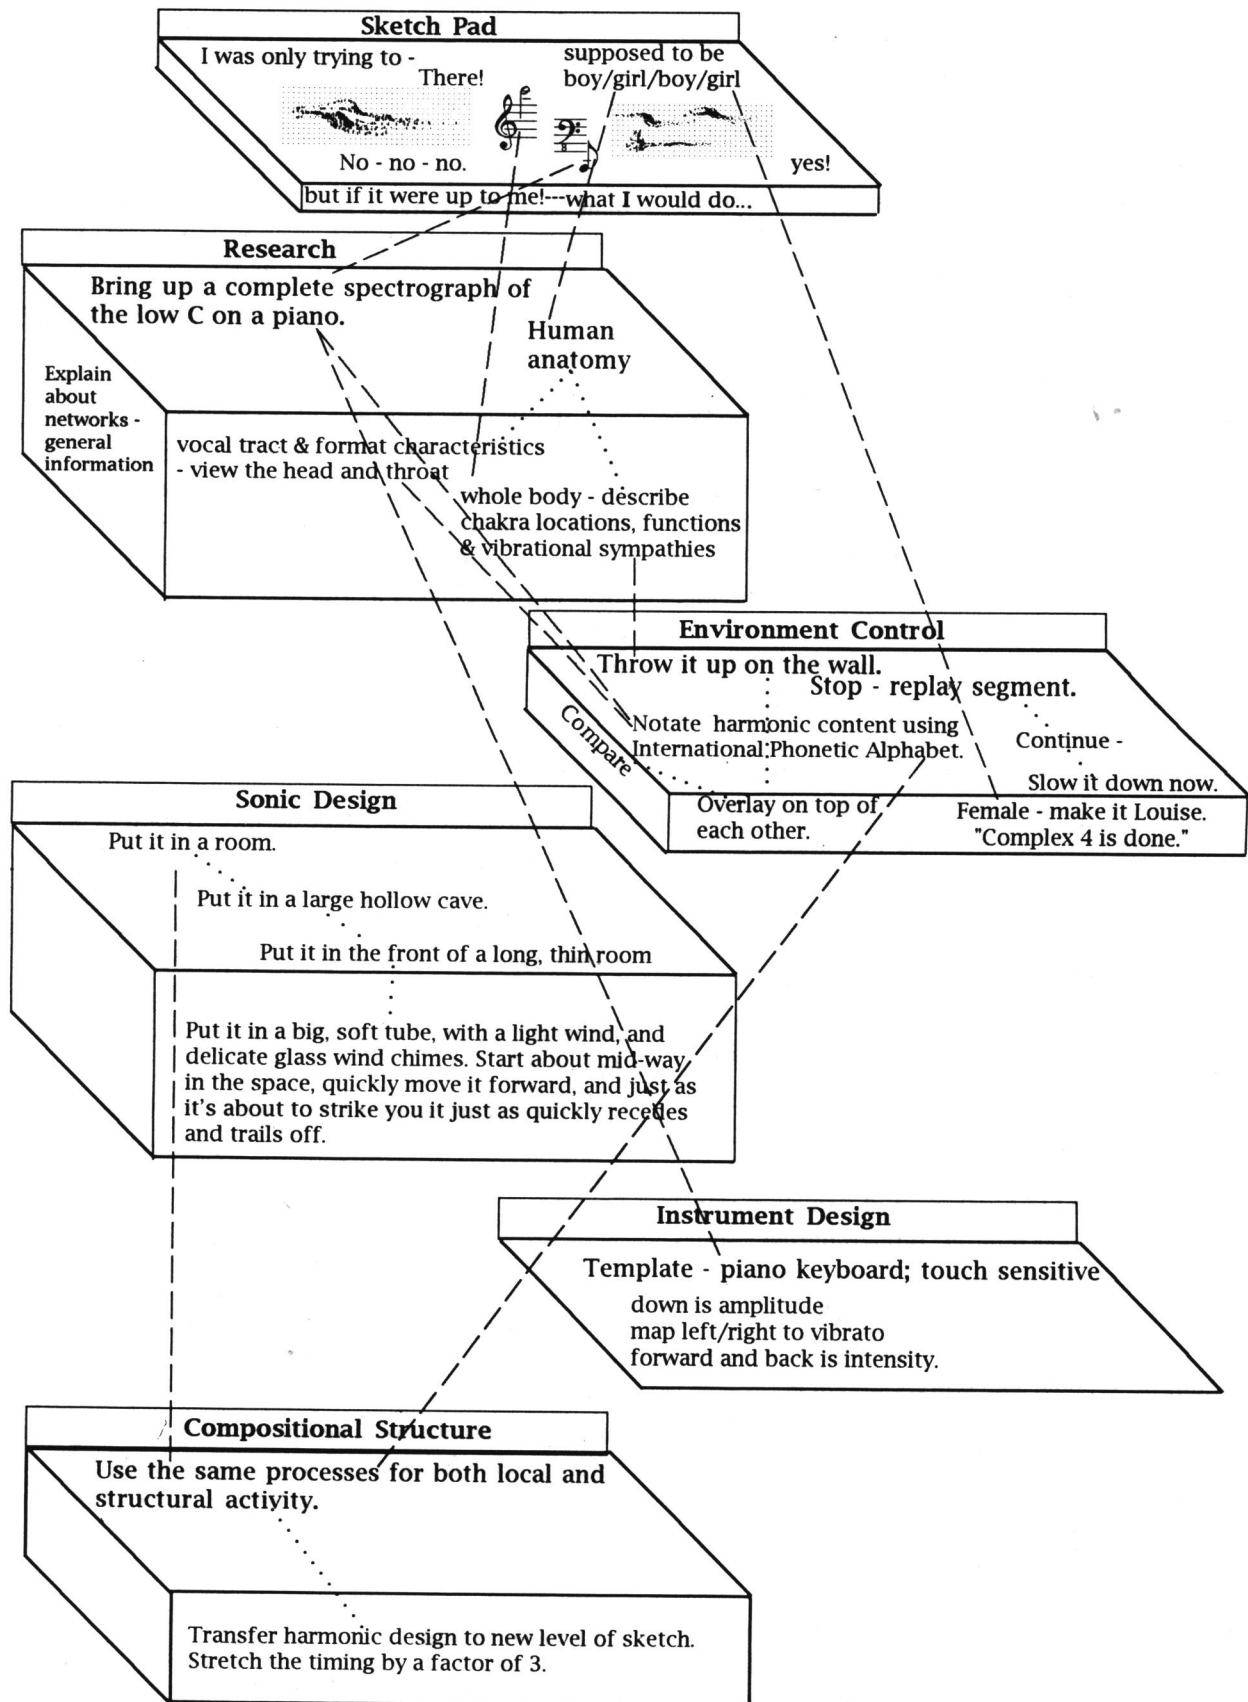 Sketch Pad
I was only trying to -
There!
supposed to be
boy/girl/boy/girl
8
No - no - no.
yes!
but if it were up to me!---what I would do...
Research
Bring up a complete spectrograph of
the low C on a piano.
Human
anatomy
Explain
about
networks -
general
information
vocal tract & format characteristics
- view the head and throat
whole body - describe
chakra locations, functions
& vibrational sympathies
Environment Control
Throw it up on the wall.
Stop - replay segment.
Compare
Notate harmonic content using
International Phonetic Alphabet.
Continue -
Slow it down now.
Overlay on top of
each other.
Female - make it Louise.
"Complex 4 is done."
Sonic Design
Put it in a room.
Put it in a large hollow cave.
Put it in the front of a long, thin room
Put it in a big, soft tube, with a light wind, and
delicate glass wind chimes. Start about mid-way
in the space, quickly move it forward, and just as
it's about to strike you it just as quickly recedes
and trails off.
Instrument Design
Template - piano keyboard; touch sensitive
down is amplitude
map left/right to vibrato
forward and back is intensity.
Compositional Structure
Use the same processes for both local and
structural activity.
Transfer harmonic design to new level of sketch.
Stretch the timing by a factor of 3.